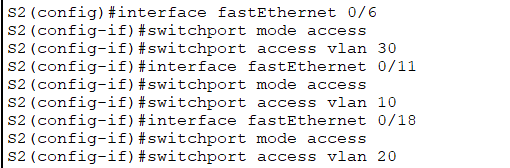 S2(config)#interface fastEthernet 0/6
S2(config-if)#switchport mode access
S2(config-if)#switchport access vlan 30
S2(config-if)#interface fastEthernet 0/11
S2(config-if)#switchport mode access
S2(config-if)#switchport access vlan 10
S2(config-if)#interface fastEthernet 0/18
S2(config-if)#switchport mode access
S2(config-if)#switchport access vlan 20